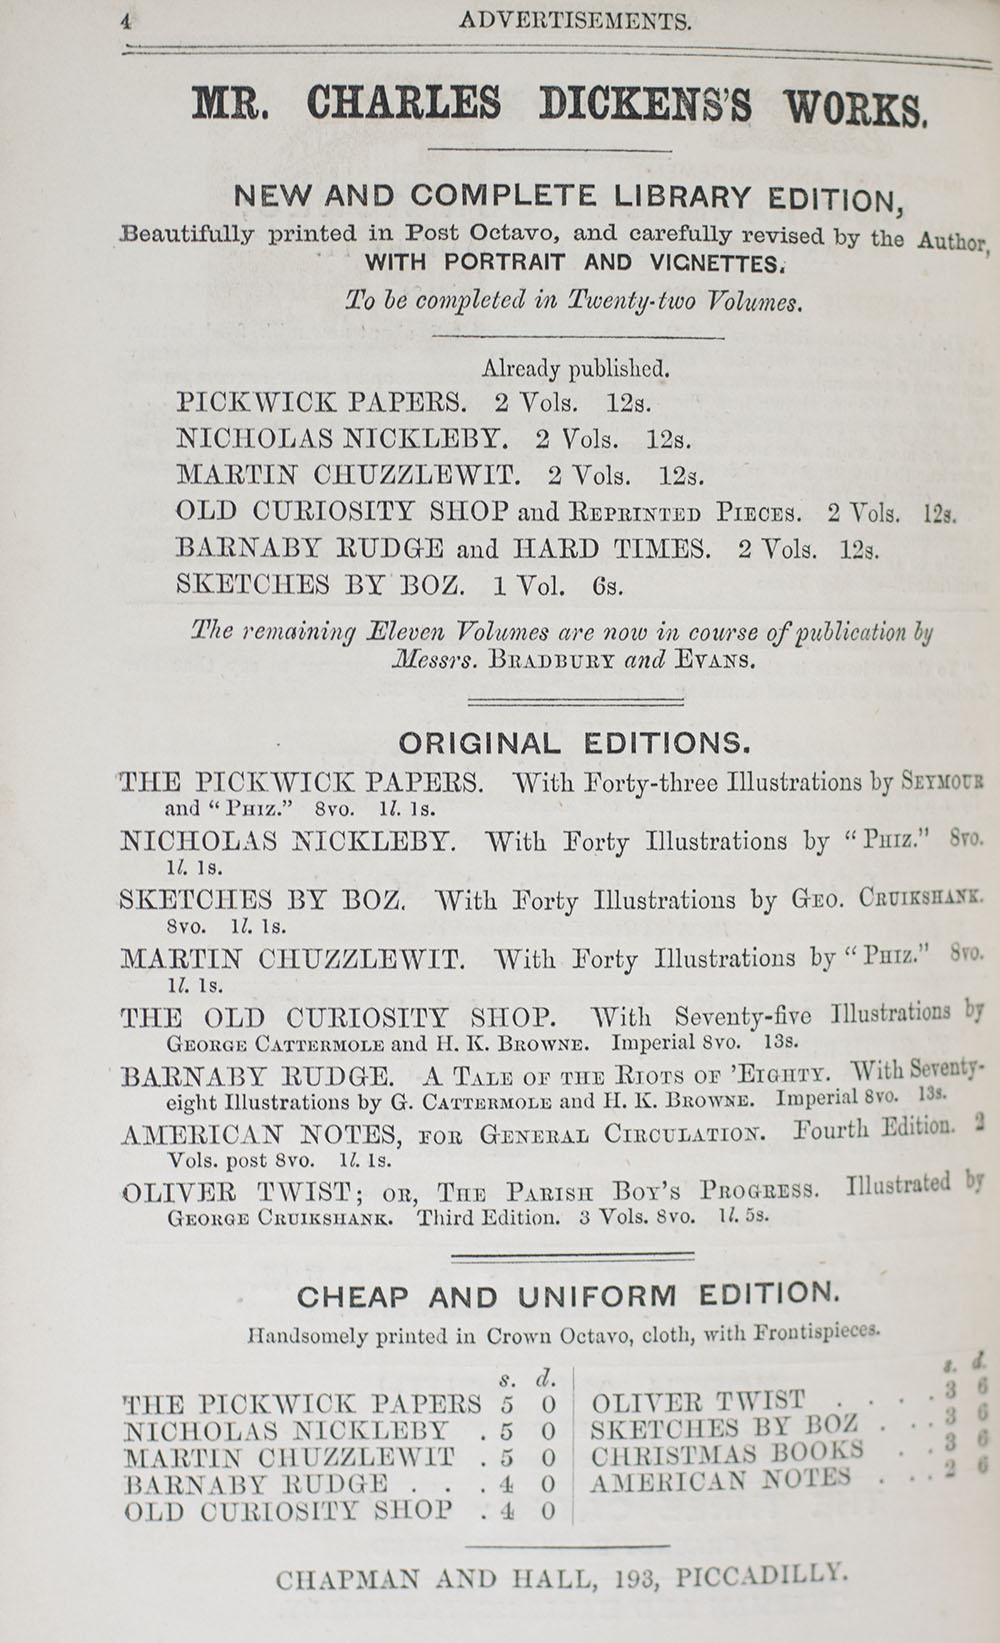 4 ADVERTISEMENTS.
MR. CHARLES DICKENS'S WORKS.
NEW AND COMPLETE LIBRARY EDITION,
Beautifully printed in Post Octavo, and carefully revised by the Author,
WITH PORTRAIT AND VIGNETTES.
To be completed in Twenty-two Volumes.
Already published.
PICKWICK PAPERS. 2 Vols. 12s.
NICHOLAS NICKLEBY. 2 Vols. 12s.
MARTIN CHUZZLEWIT. 2 Vols. 12s.
OLD CURIOSITY SHOP and REPRINTED PIECES. 2 Vols. 12s.
BARNABY RUDGE and HARD TIMES. 2 Vols. 12s.
SKETCHES BY BOZ. 1 Vol. 6s.
The remaining Eleven Volumes are now in course of publication by
Messrs. BRADBURY and EVANS.
ORIGINAL EDITIONS.
THE PICKWICK PAPERS. With Forty-three Illustrations by SEYMOUR
and "PHIZ." 8vo. 1l. 1s.
NICHOLAS NICKLEBY. With Forty Illustrations by "PHIZ." 8vo.
1l. 1s.
SKETCHES BY BOZ. With Forty Illustrations by GEO. CRUIKSHANK.
8vo. 1l. 1s.
MARTIN CHUZZLEWIT. With Forty Illustrations by "PHIZ." 8vo.
1l. 1s.
THE OLD CURIOSITY SHOP. With Seventy-five Illustrations by
GEORGE CATTERMOLE and H. K. BROWNE. Imperial 8vo. 13s.
BARNABY RUDGE. A TALE OF THE RIOTS OF 'EIGHTY. With Seventy-
eight Illustrations by G. CATTERMOLE and H. K. BROWNE. Imperial 8vo. 13s.
AMERICAN NOTES, FOR GENERAL CIRCULATION. Fourth Edition. 2
Vols. post 8vo. 1l. 1s.
OLIVER TWIST; OR, THE PARISH BOY'S PROGRESS. Illustrated by
GEORGE CRUIKSHANK. Third Edition. 3 Vols. 8vo. 1l. 5s.
CHEAP AND UNIFORM EDITION.
Handsomely printed in Crown Octavo, cloth, with Frontispieces.
s. d.
THE PICKWICK PAPERS 5 0
NICHOLAS NICKLEBY . 5 0
MARTIN CHUZZLEWIT . 5 0
BARNABY RUDGE . . . 4 0
OLD CURIOSITY SHOP . 4 0
s. d.
OLIVER TWIST . . . . 3 6
SKETCHES BY BOZ . . . 3 6
CHRISTMAS BOOKS . . 3 6
AMERICAN NOTES . . . 2 6
CHAPMAN AND HALL, 193, PICCADILLY.